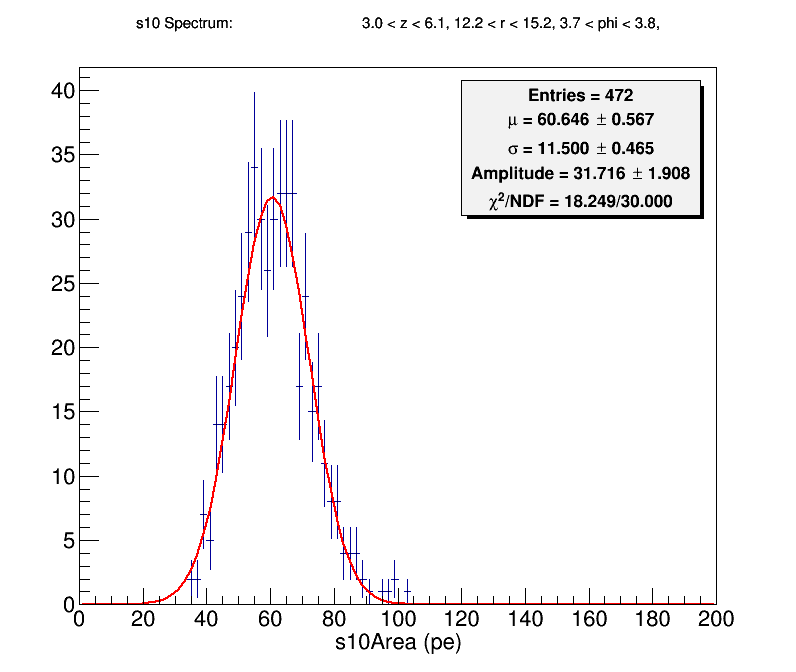 s10 Spectrum: 3.0 < z < 6.1, 12.2 < r < 15.2, 3.7 < phi < 3.8,
Entries = 472
μ = 60.646 ± 0.567
σ = 11.500 ± 0.465
Amplitude = 31.716 ± 1.908
χ²/NDF = 18.249/30.000
40
35
30
25
20
15
10
5
0
0 20 40 60 80 100 120 140 160 180 200
s10Area (pe)